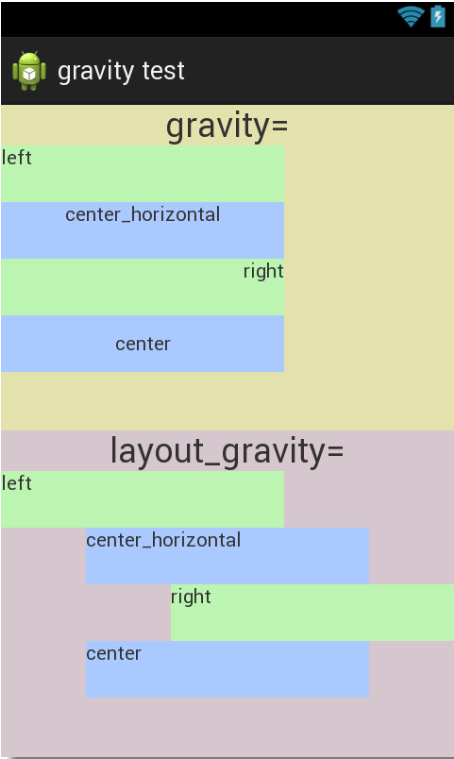 gravity test
gravity=
left
center_horizontal
right
center
layout_gravity=
left
center_horizontal
right
center